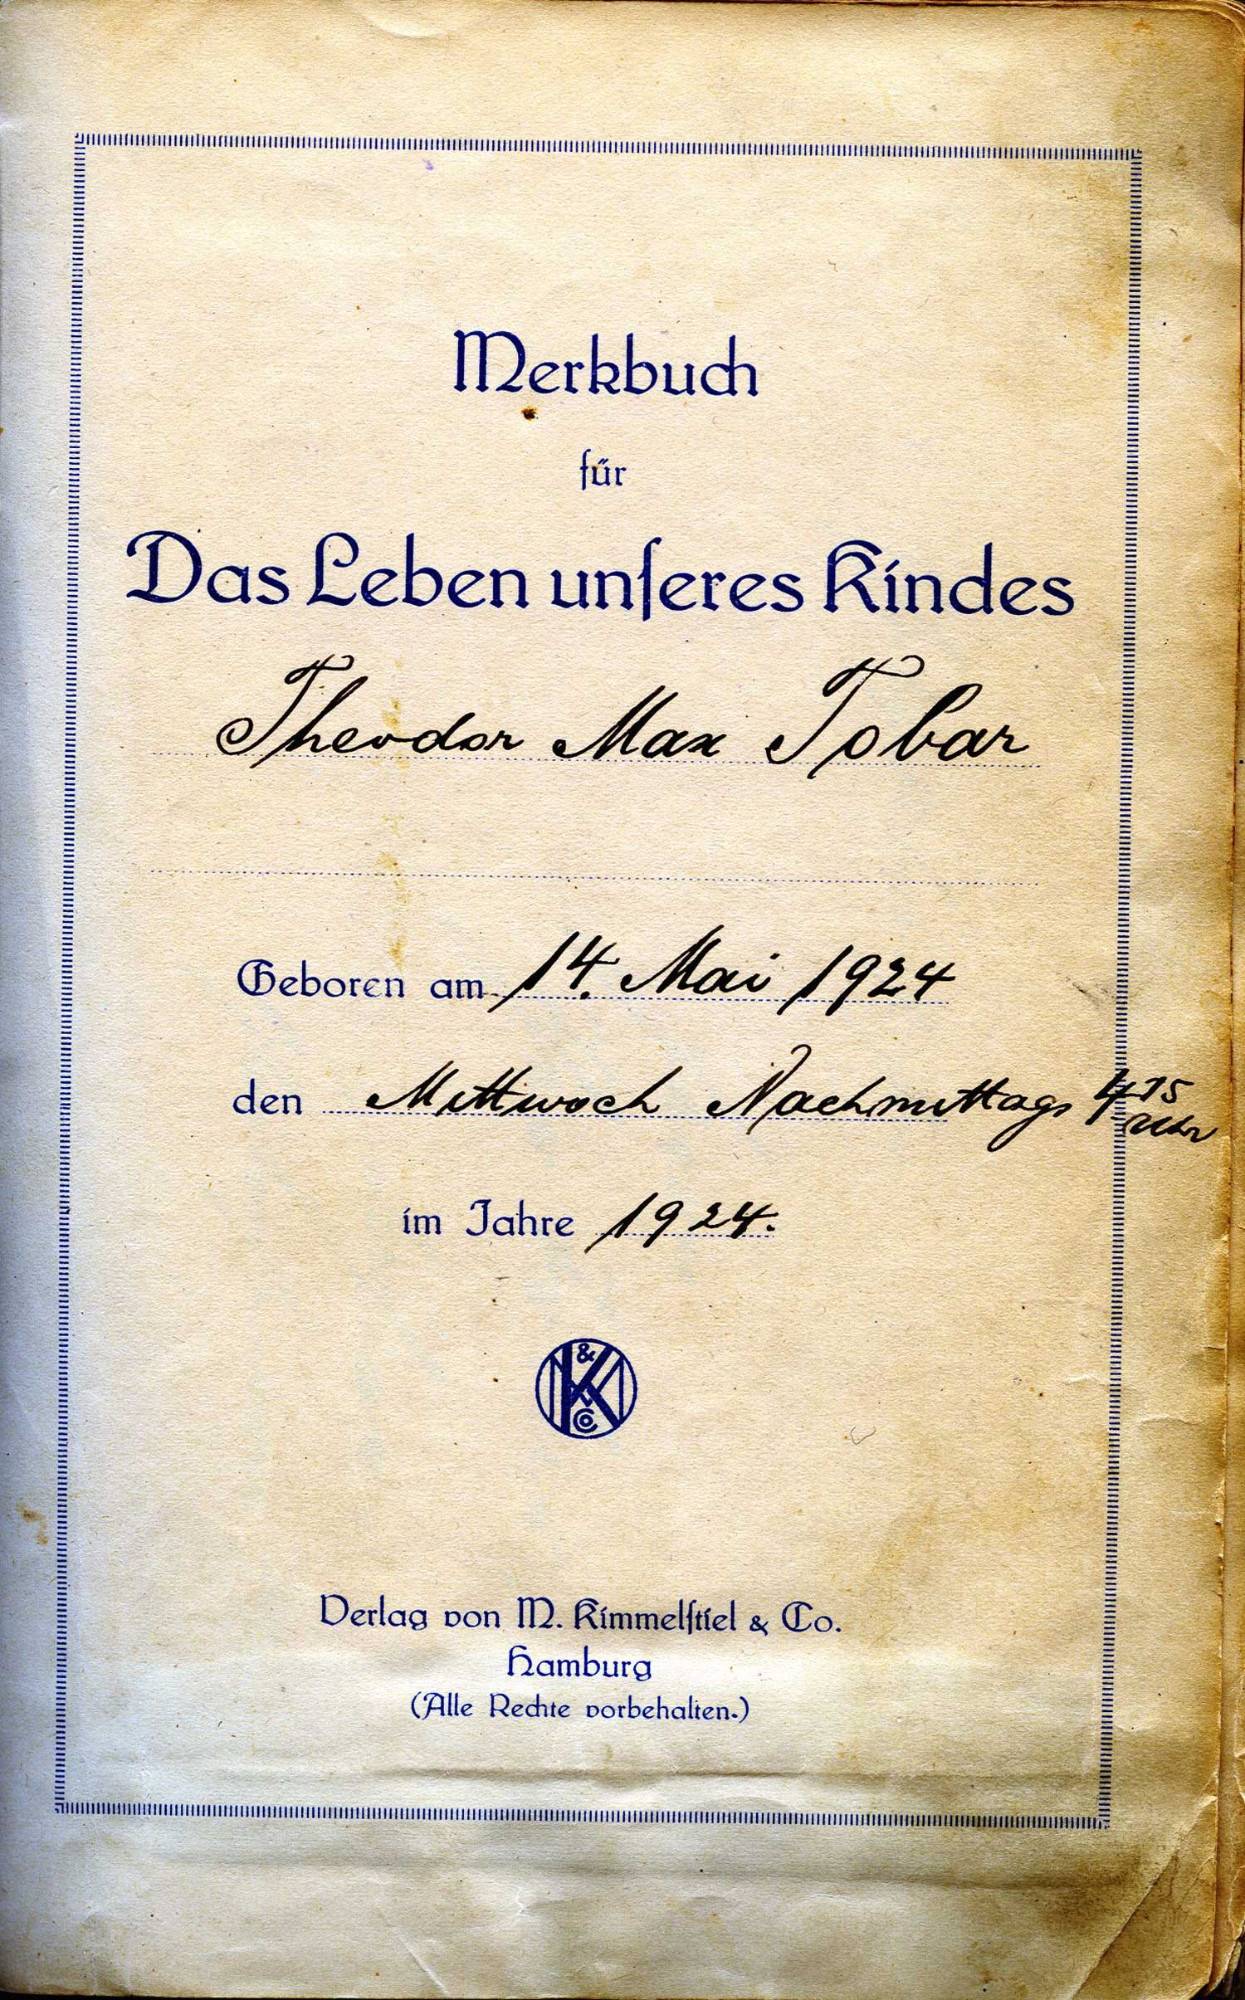 Merkbuch
für
Das Leben unſeres Kindes
Theodor Max Tobar
Geboren am 14. Mai 1924
den Mittwoch Nachmittags 4 15 Uhr
im Jahre 1924.
K & Co
Verlag von M. Kimmelſtiel & Co.
Hamburg
(Alle Rechte vorbehalten.)